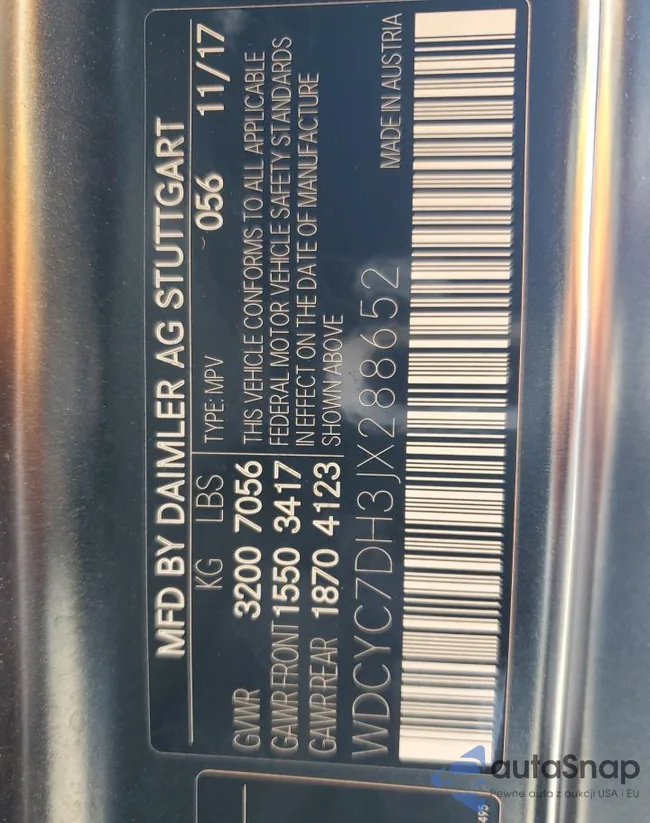 MFD BY DAIMLER AG STUTTGART
KG LBS TYPE: MPV 056 11/17
GVWR 3200 7056 THIS VEHICLE CONFORMS TO ALL APPLICABLE
GAWR FRONT 1550 3417 FEDERAL MOTOR VEHICLE SAFETY STANDARDS
GAWR REAR 1870 4123 IN EFFECT ON THE DATE OF MANUFACTURE
SHOWN ABOVE
WDCYC7DH3JX288652 MADE IN AUSTRIA
495
autaSnap
Pewne auta z aukcji USA i EU